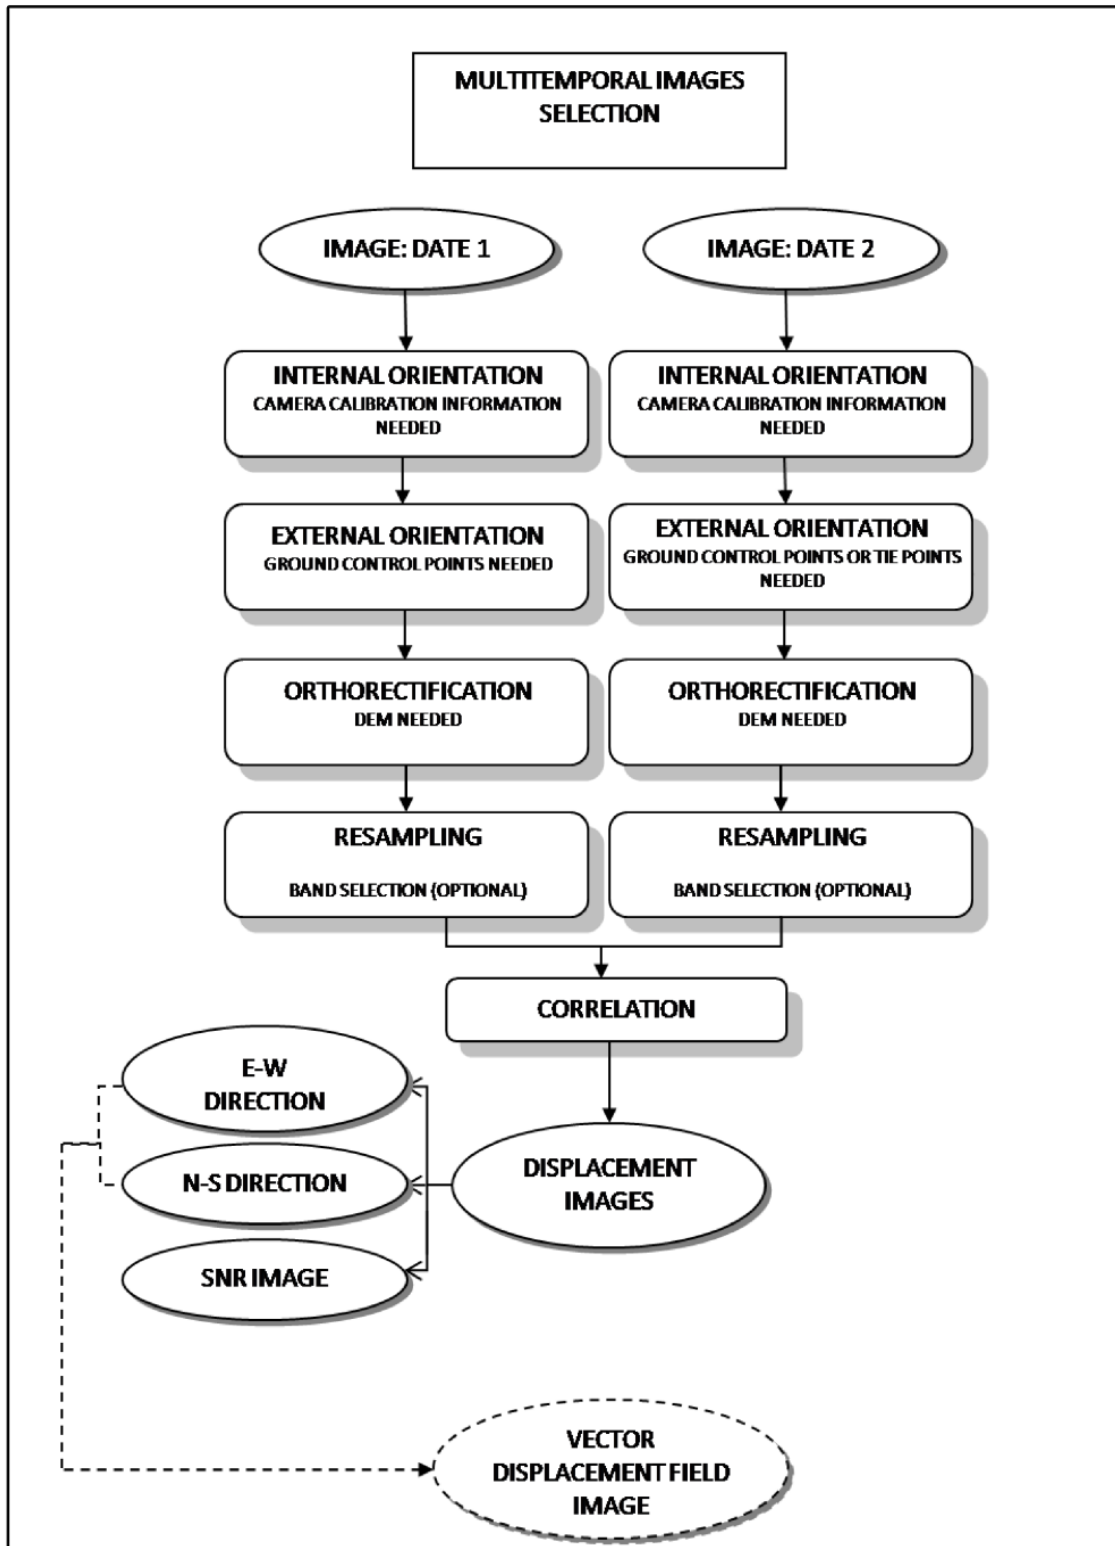 MULTITEMPORAL IMAGES
SELECTION
IMAGE: DATE 1
IMAGE: DATE 2
INTERNAL ORIENTATION
CAMERA CALIBRATION INFORMATION
NEEDED
INTERNAL ORIENTATION
CAMERA CALIBRATION INFORMATION
NEEDED
EXTERNAL ORIENTATION
GROUND CONTROL POINTS NEEDED
EXTERNAL ORIENTATION
GROUND CONTROL POINTS OR TIE POINTS
NEEDED
ORTHORECTIFICATION
DEM NEEDED
ORTHORECTIFICATION
DEM NEEDED
RESAMPLING
BAND SELECTION (OPTIONAL)
RESAMPLING
BAND SELECTION (OPTIONAL)
CORRELATION
E-W
DIRECTION
N-S DIRECTION
SNR IMAGE
DISPLACEMENT
IMAGES
VECTOR
DISPLACEMENT FIELD
IMAGE